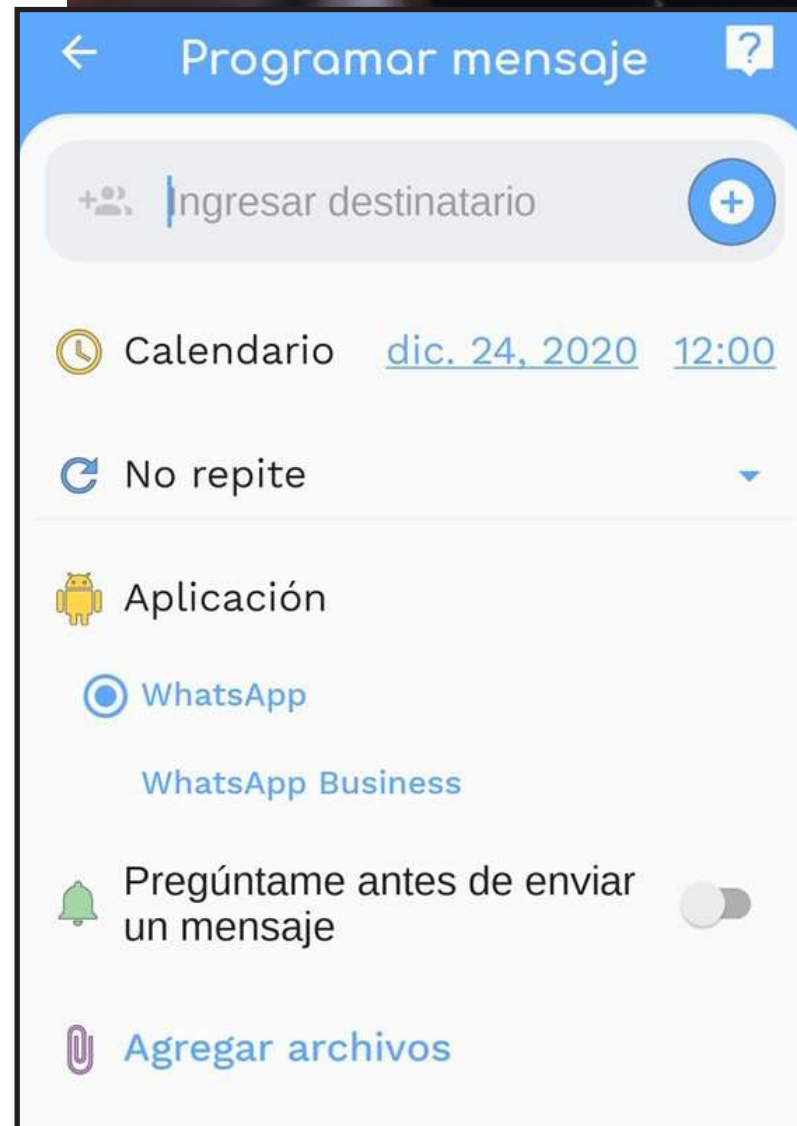 Programar mensaje ?
Ingresar destinatario
Calendario dic. 24, 2020 12:00
No repite
Aplicación
WhatsApp
WhatsApp Business
Pregúntame antes de enviar
un mensaje
Agregar archivos